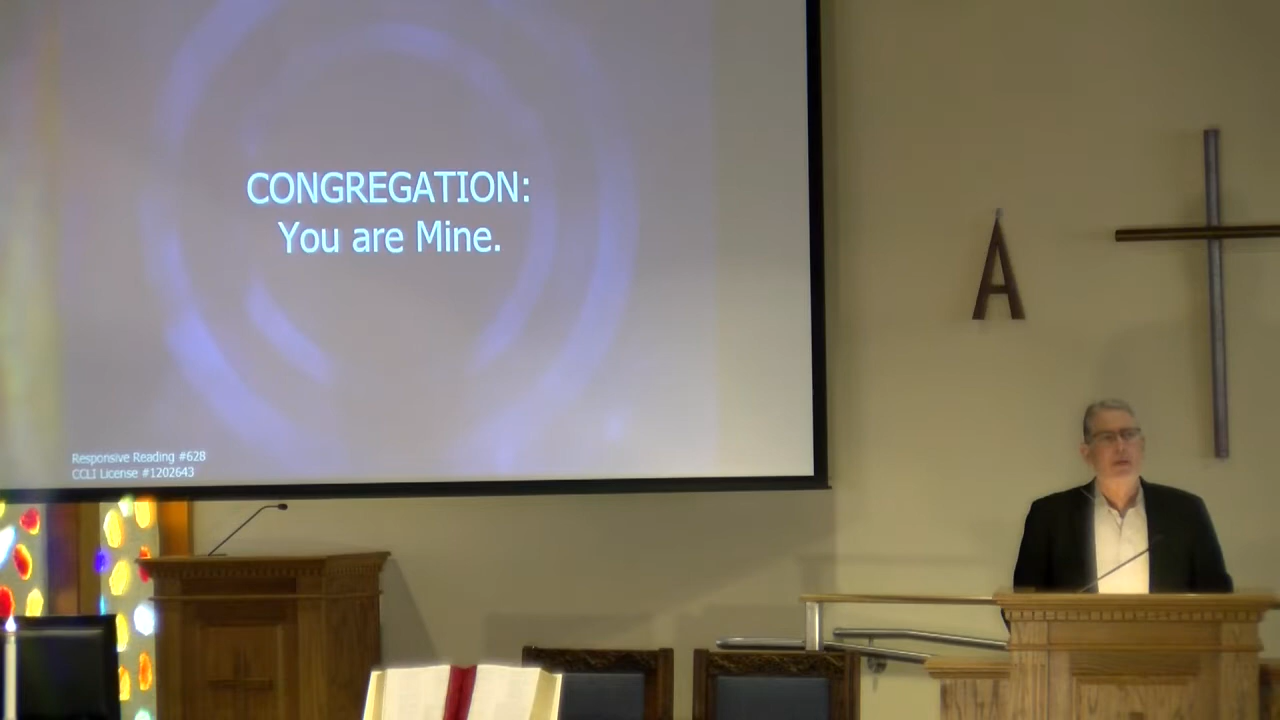 CONGREGATION:
You are Mine.
Responsive Reading #628
CCLI License #1202643
A